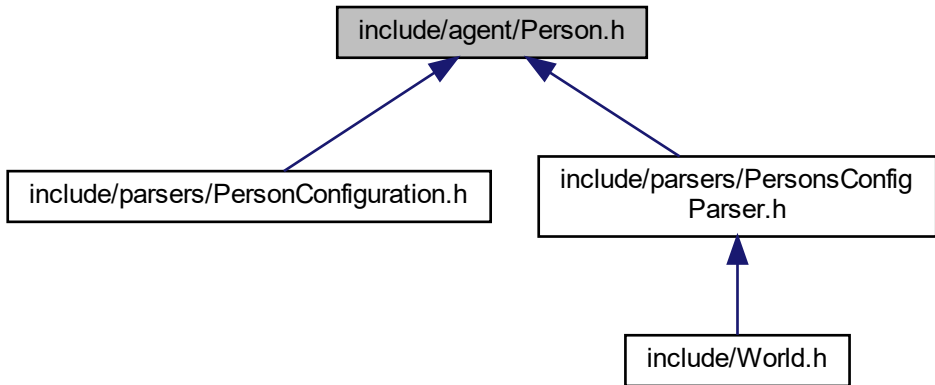 include/agent/Person.h
include/parsers/PersonConfiguration.h
include/parsers/PersonsConfig
Parser.h
include/World.h